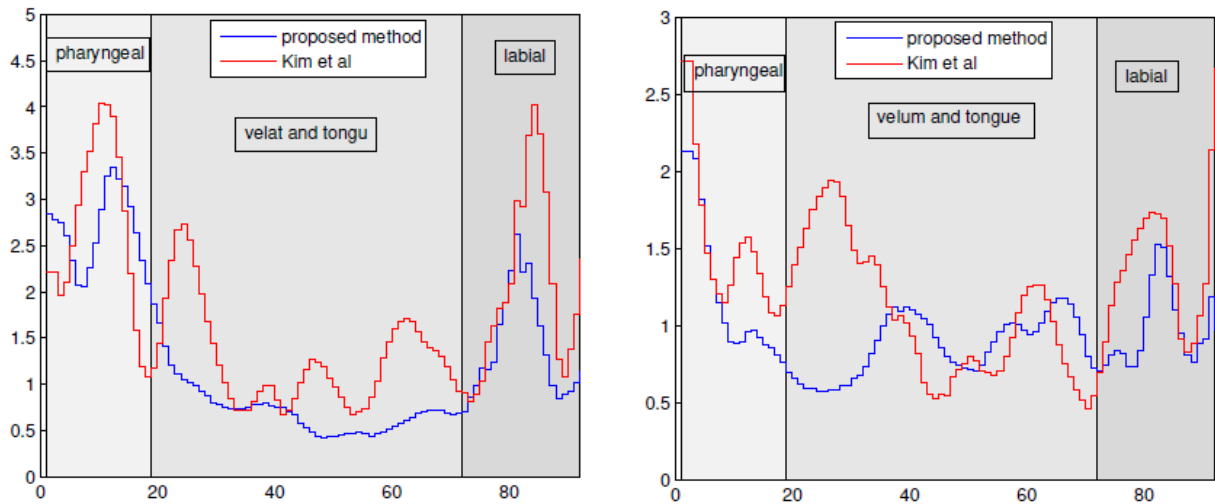 5
4.5
4
3.5
3
2.5
2
1.5
1
0.5
0
0
20
40
60
80
pharyngeal
proposed method
Kim et al
labial
velat and tongu
3
2.5
2
1.5
1
0.5
0
0
20
40
60
80
pharyngeal
proposed method
Kim et al
labial
velum and tongue